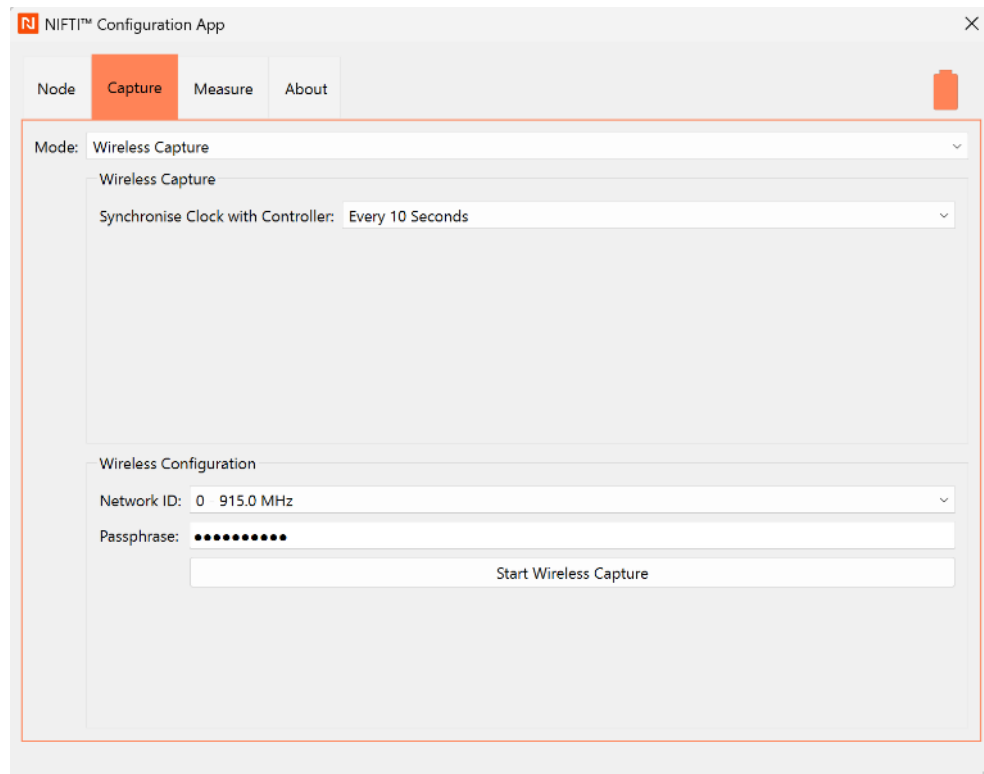 NIFTI™ Configuration App
Node Capture Measure About
Mode: Wireless Capture
Wireless Capture
Synchronise Clock with Controller: Every 10 Seconds
Wireless Configuration
Network ID: 0 - 915.0 MHz
Passphrase: ●●●●●●●●●●
Start Wireless Capture